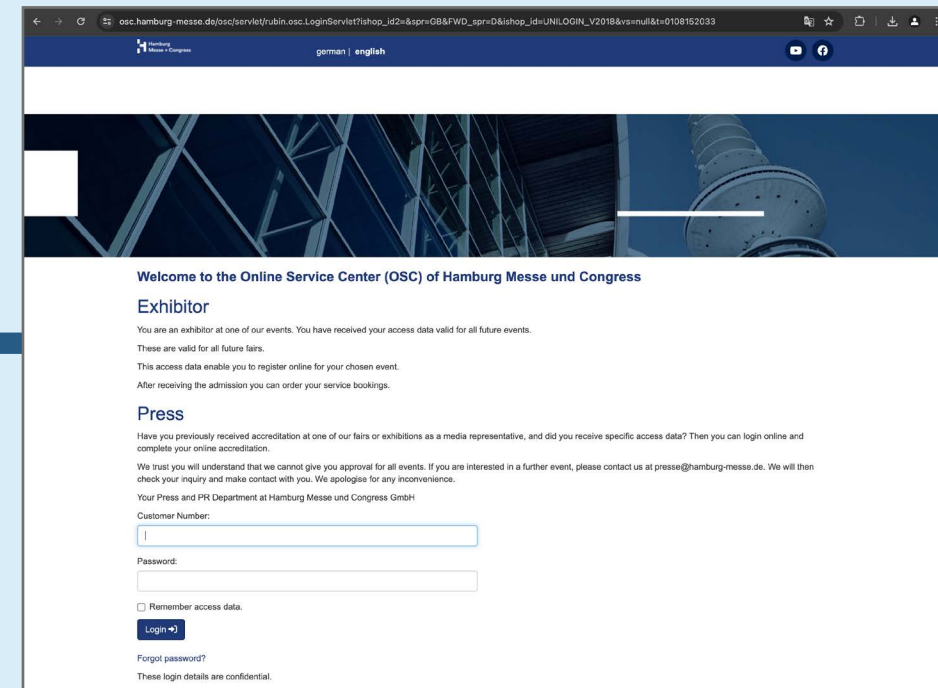 osc.hamburg-messe.de/osc/servlet/rubin.osc.LoginServlet?ishop_id2=&spr=GB&FWD_spr=D&ishop_id=UNILOGIN_V2018&vs=null&t=0108152033
Hamburg
Messe + Congress
german | english
Welcome to the Online Service Center (OSC) of Hamburg Messe und Congress
Exhibitor
You are an exhibitor at one of our events. You have received your access data valid for all future events.
These are valid for all future fairs.
This access data enable you to register online for your chosen event.
After receiving the admission you can order your service bookings.
Press
Have you previously received accreditation at one of our fairs or exhibitions as a media representative, and did you receive specific access data? Then you can login online and
complete your online accreditation.
We trust you will understand that we cannot give you approval for all events. If you are interested in a further event, please contact us at presse@hamburg-messe.de. We will then
check your inquiry and make contact with you. We apologise for any inconvenience.
Your Press and PR Department at Hamburg Messe und Congress GmbH
Customer Number:
Password:
Remember access data.
Login
Forgot password?
These login details are confidential.